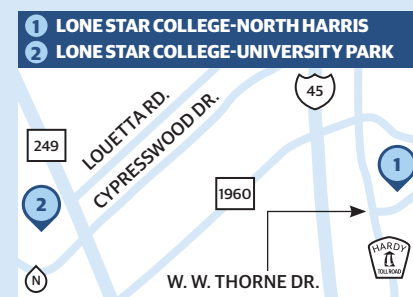 1 LONE STAR COLLEGE-NORTH HARRIS
2 LONE STAR COLLEGE-UNIVERSITY PARK
45
LOUETTA RD.
CYPRESSWOOD DR.
249
1
1960
2
HARDY
TOLL ROAD
N
W. W. THORNE DR.